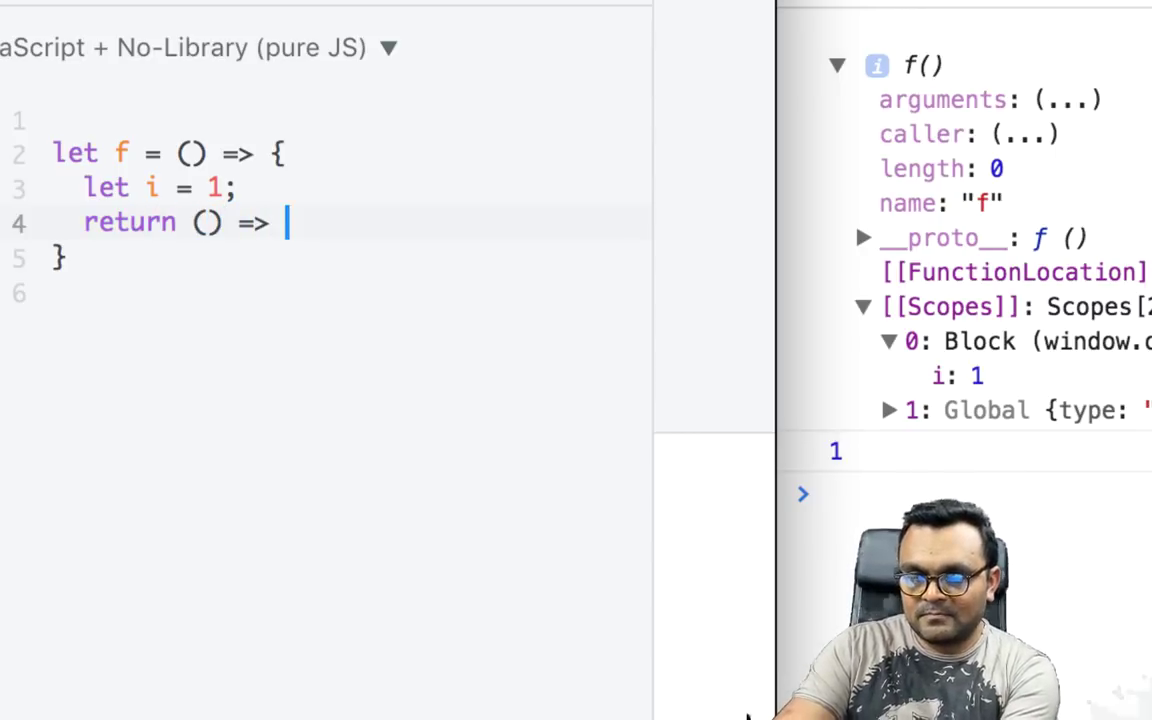 aScript + No-Library (pure JS) ▼
1
2 let f = () => {
3 let i = 1;
4 return () =>
5 }
6
▼ i f()
arguments: (...)
caller: (...)
length: 0
name: "f"
▶ __proto__: ƒ ()
[[FunctionLocation]
▼ [[Scopes]]: Scopes[2
▼ 0: Block (window.o
i: 1
▶ 1: Global {type: "
1
>